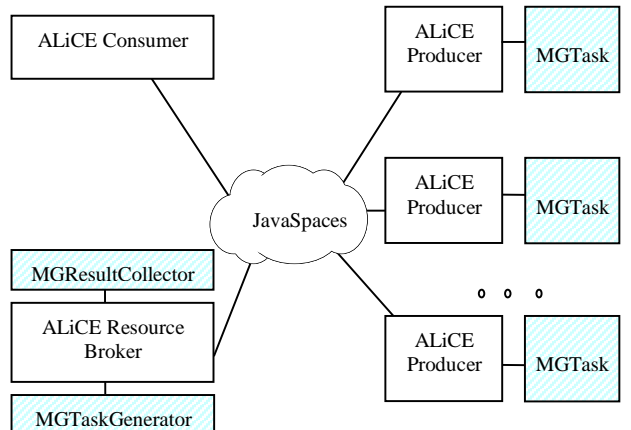 ALiCE Consumer
ALiCE
Producer
MGTask
ALiCE
Producer
MGTask
JavaSpaces
MGResultCollector
ALiCE Resource
Broker
MGTaskGenerator
ALiCE
Producer
MGTask